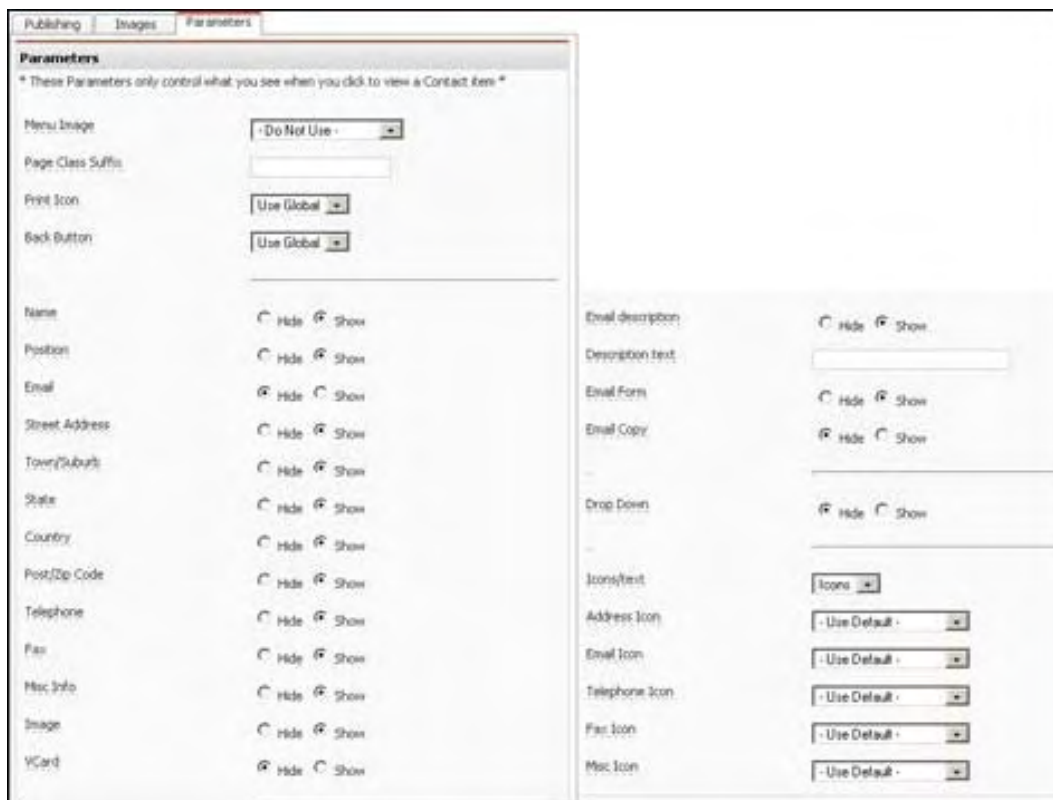 Publishing Images Parameters
Parameters
* These Parameters only control what you see when you click to view a Contact item *
Menu Image - Do Not Use -
Page Class Suffix
Print Icon Use Global
Back Button Use Global
Name Hide Show
Position Hide Show
Email Hide Show
Street Address Hide Show
Town/Suburb Hide Show
State Hide Show
Country Hide Show
Post/Zip Code Hide Show
Telephone Hide Show
Fax Hide Show
Misc Info Hide Show
Image Hide Show
VCard Hide Show
Email description Hide Show
Description text
Email Form Hide Show
Email Copy Hide Show
Drop Down Hide Show
Icons/text Icons
Address Icon - Use Default -
Email Icon - Use Default -
Telephone Icon - Use Default -
Fax Icon - Use Default -
Misc Icon - Use Default -